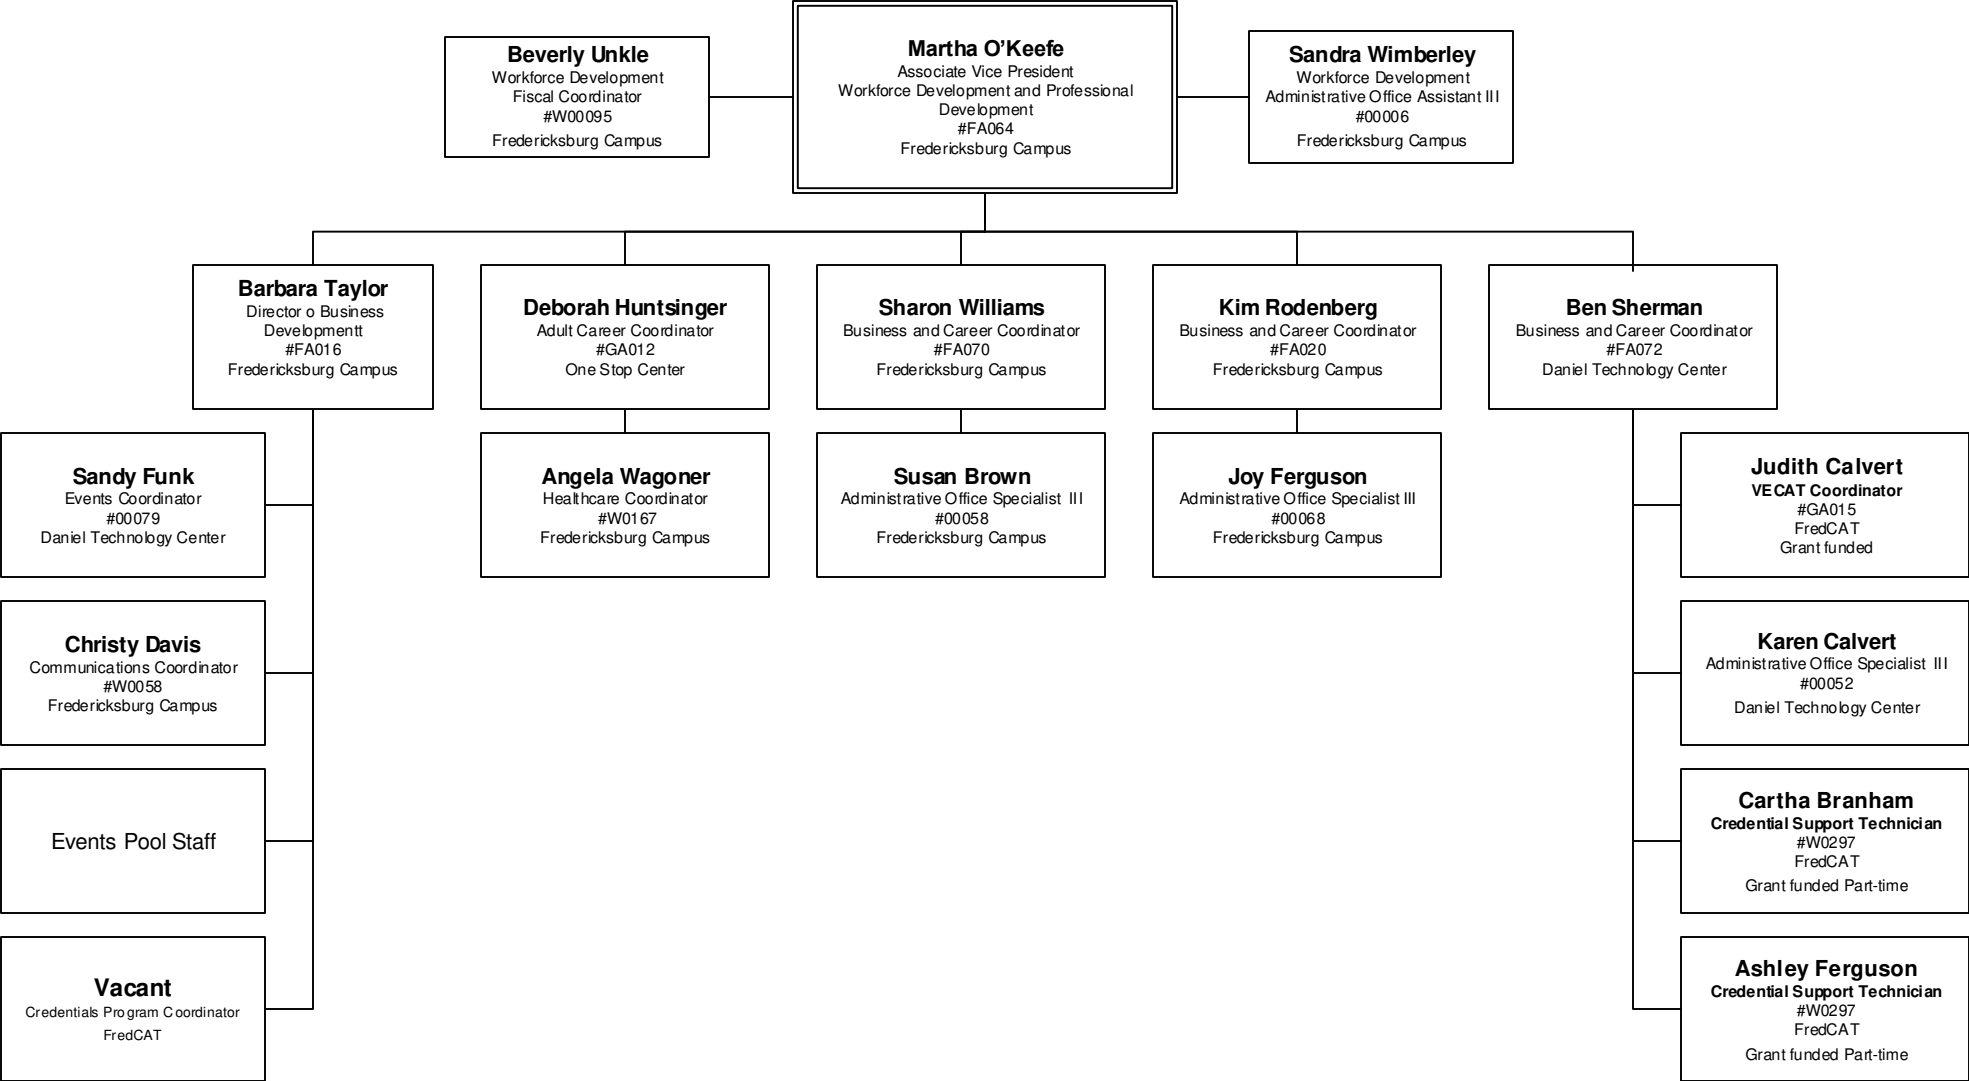 Beverly Unkle
Workforce Development
Fiscal Coordinator
#W00095
Fredericksburg Campus
Martha O’Keefe
Associate Vice President
Workforce Development and Professional
Development
#FA064
Fredericksburg Campus
Sandra Wimberley
Workforce Development
Administrative Office Assistant III
#00006
Fredericksburg Campus
Barbara Taylor
Director o Business
Developmentt
#FA016
Fredericksburg Campus
Deborah Huntsinger
Adult Career Coordinator
#GA012
One Stop Center
Sharon Williams
Business and Career Coordinator
#FA070
Fredericksburg Campus
Kim Rodenberg
Business and Career Coordinator
#FA020
Fredericksburg Campus
Ben Sherman
Business and Career Coordinator
#FA072
Daniel Technology Center
Sandy Funk
Events Coordinator
#00079
Daniel Technology Center
Angela Wagoner
Healthcare Coordinator
#W0167
Fredericksburg Campus
Susan Brown
Administrative Office Specialist III
#00058
Fredericksburg Campus
Joy Ferguson
Administrative Office Specialist III
#00068
Fredericksburg Campus
Judith Calvert
VECAT Coordinator
#GA015
FredCAT
Grant funded
Christy Davis
Communications Coordinator
#W0058
Fredericksburg Campus
Karen Calvert
Administrative Office Specialist III
#00052
Daniel Technology Center
Events Pool Staff
Cartha Branham
Credential Support Technician
#W0297
FredCAT
Grant funded Part-time
Vacant
Credentials Program Coordinator
FredCAT
Ashley Ferguson
Credential Support Technician
#W0297
FredCAT
Grant funded Part-time